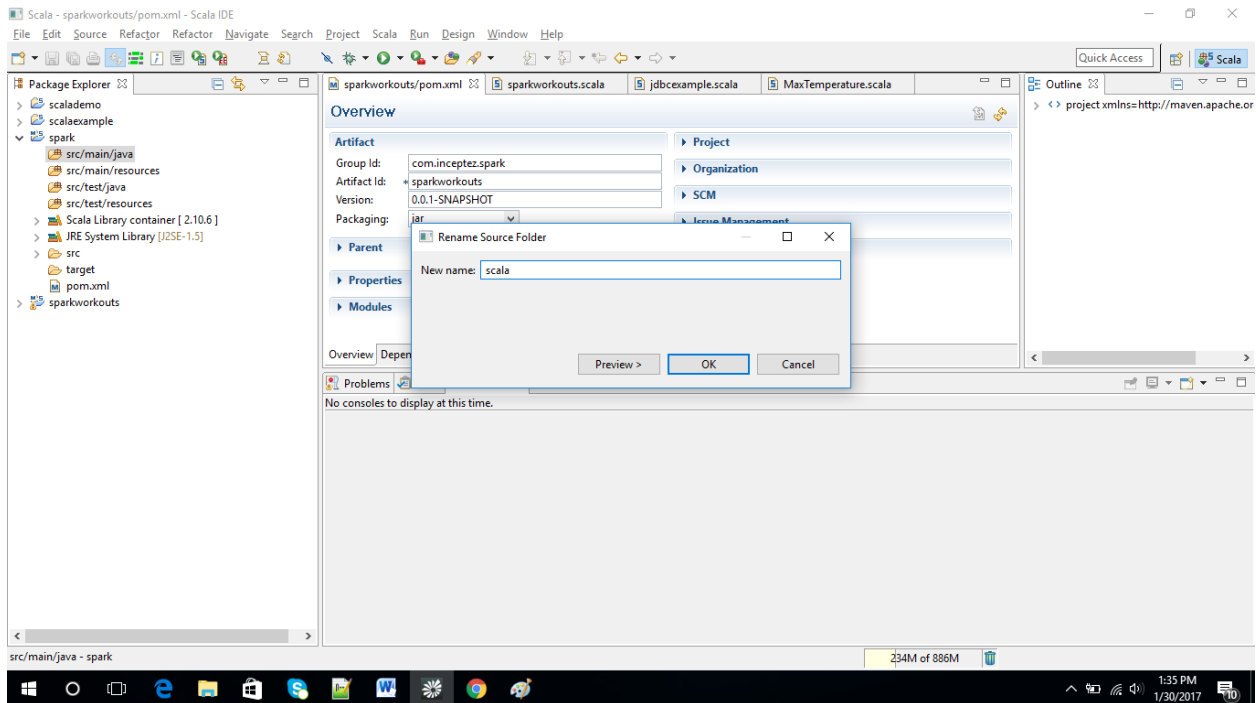 Scala - sparkworkouts/pom.xml - Scala IDE
File Edit Source Refactor Refactor Navigate Search Project Scala Run Design Window Help
Quick Access
Scala
Package Explorer
scalademo
scalaexample
spark
src/main/java
src/main/resources
src/test/java
src/test/resources
Scala Library container [ 2.10.6 ]
JRE System Library [J2SE-1.5]
src
target
pom.xml
sparkworkouts
sparkworkouts/pom.xml
sparkworkouts.scala
jdbcexample.scala
MaxTemperature.scala
Overview
Artifact
Group Id: com.inceptez.spark
Artifact Id: * sparkworkouts
Version: 0.0.1-SNAPSHOT
Packaging: jar
Parent
Properties
Modules
Project
Organization
SCM
Issue Management
Rename Source Folder
New name: scala
Preview >
OK
Cancel
Overview Depen
Problems
No consoles to display at this time.
Outline
project xmlns=http://maven.apache.or
src/main/java - spark
234M of 886M
1:35 PM
1/30/2017
10